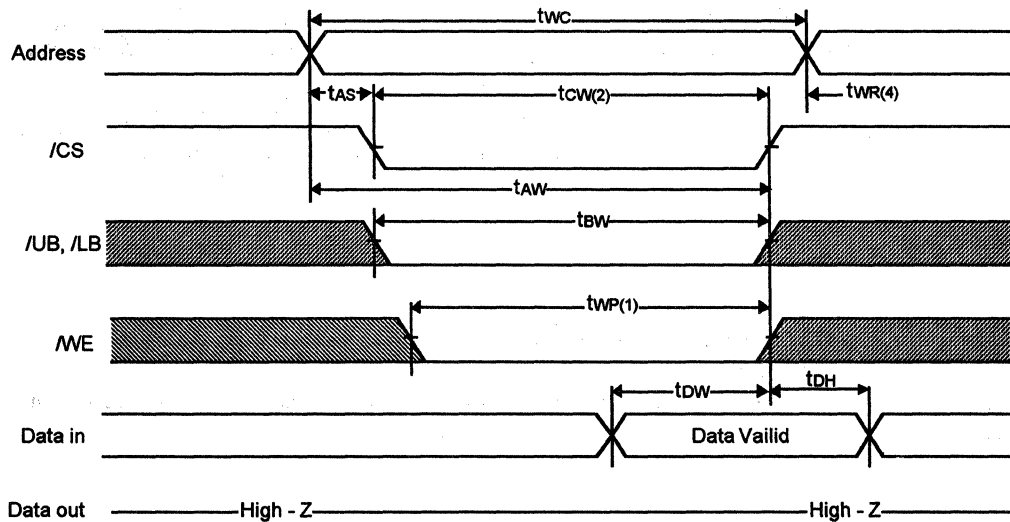 tWC
Address
tAS
tCW(2)
tWR(4)
/CS
tAW
/UB, /LB
tBW
/WE
tWP(1)
tDW
tDH
Data in
Data Vailid
Data out
High - Z
High - Z